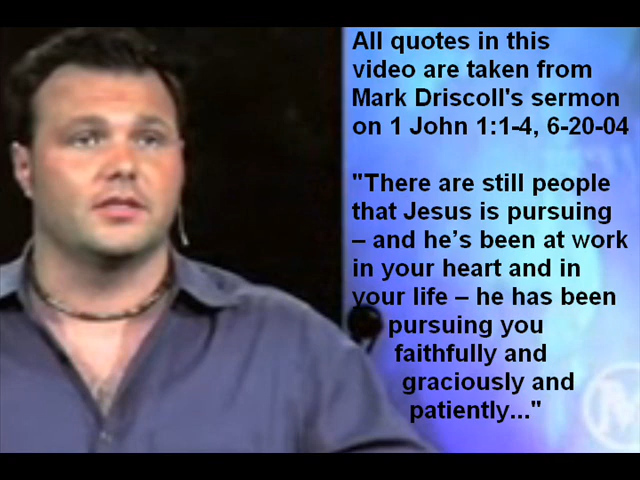 All quotes in this
video are taken from
Mark Driscoll's sermon
on 1 John 1:1-4, 6-20-04
"There are still people
that Jesus is pursuing
– and he’s been at work
in your heart and in
your life – he has been
pursuing you
faithfully and
graciously and
patiently..."